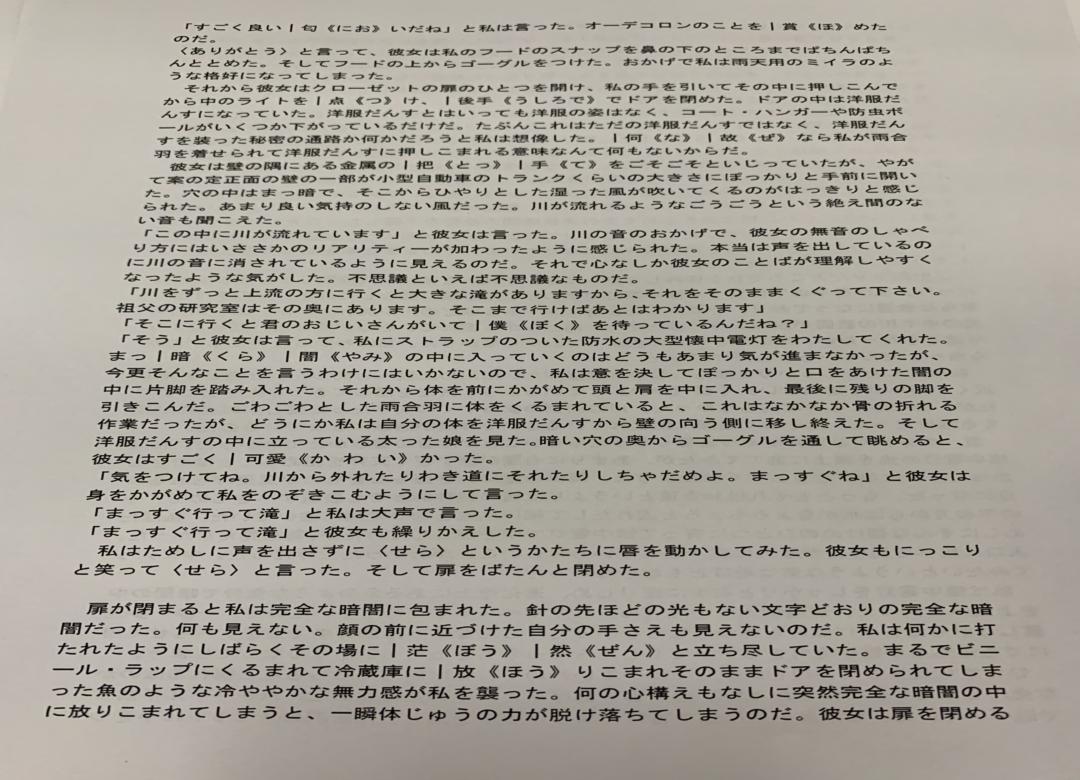 「すごく良い｜匂《にお》いだね」と私は言った。オーデコロンのことを｜賞《ほ》めた
のだ。
〈ありがとう〉と言って、彼女は私のフードのスナップを鼻の下のところまでぱちんぱち
んととめた。そしてフードの上からゴーグルをつけた。おかげで私は雨天用のミイラのよ
うな格好になってしまった。
それから彼女はクローゼットの扉のひとつを開け、私の手を引いてその中に押しこんで
から中のライトを｜点《つ》け、｜後手《うしろで》でドアを閉めた。ドアの中は洋服だ
んすになっていた。洋服だんすとはいっても洋服の姿はなく、コート・ハンガーや防虫ボ
ールがいくつか下がっているだけだ。たぶんこれはただの洋服だんすではなく、洋服だん
すを装った秘密の通路か何かだろうと私は想像した。｜何《な》｜故《ぜ》なら私が雨合
羽を着せられて洋服だんすに押しこまれる意味なんて何もないからだ。
彼女は壁の隅にある金属の｜把《とっ》｜手《て》をごそごそといじっていたが、やが
て案の定正面の壁の一部が小型自動車のトランクくらいの大きさにぽっかりと手前に開い
た。穴の中はまっ暗で、そこからひやりとした湿った風が吹いてくるのがはっきりと感じ
られた。あまり良い気持のしない風だった。川が流れるようなごうごうという絶え間のな
い音も聞こえた。
「この中に川が流れています」と彼女は言った。川の音のおかげで、彼女の無音のしゃべ
り方にはいささかのリアリティーが加わったように感じられた。本当は声を出しているの
に川の音に消されているように見えるのだ。それで心なしか彼女のことばが理解しやすく
なったような気がした。不思議といえば不思議なものだ。
「川をずっと上流の方に行くと大きな滝がありますから、それをそのままくぐって下さい。
祖父の研究室はその奥にあります。そこまで行けばあとはわかります」
「そこに行くと君のおじいさんがいて｜僕《ぼく》を待っているんだね？」
「そう」と彼女は言って、私にストラップのついた防水の大型懐中電灯をわたしてくれた。
まっ｜暗《くら》｜闇《やみ》の中に入っていくのはどうもあまり気が進まなかったが、
今更そんなことを言うわけにはいかないので、私は意を決してぽっかりと口をあけた闇の
中に片脚を踏み入れた。それから体を前にかがめて頭と肩を中に入れ、最後に残りの脚を
引きこんだ。ごわごわとした雨合羽に体をくるまれていると、これはなかなか骨の折れる
作業だったが、どうにか私は自分の体を洋服だんすから壁の向う側に移し終えた。そして
洋服だんすの中に立っている太った娘を見た。暗い穴の奥からゴーグルを通して眺めると、
彼女はすごく｜可愛《か わ い》かった。
「気をつけてね。川から外れたりわき道にそれたりしちゃだめよ。まっすぐね」と彼女は
身をかがめて私をのぞきこむようにして言った。
「まっすぐ行って滝」と私は大声で言った。
「まっすぐ行って滝」と彼女も繰りかえした。
私はためしに声を出さずに〈せら〉というかたちに唇を動かしてみた。彼女もにっこり
と笑って〈せら〉と言った。そして扉をばたんと閉めた。
扉が閉まると私は完全な暗闇に包まれた。針の先ほどの光もない文字どおりの完全な暗
闇だった。何も見えない。顔の前に近づけた自分の手さえも見えないのだ。私は何かに打
たれたようにしばらくその場に｜茫《ぼう》｜然《ぜん》と立ち尽していた。まるでビニ
ール・ラップにくるまれて冷蔵庫に｜放《ほう》りこまれそのままドアを閉められてしま
った魚のような冷ややかな無力感が私を襲った。何の心構えもなしに突然完全な暗闇の中
に放りこまれてしまうと、一瞬体じゅうの力が脱け落ちてしまうのだ。彼女は扉を閉める